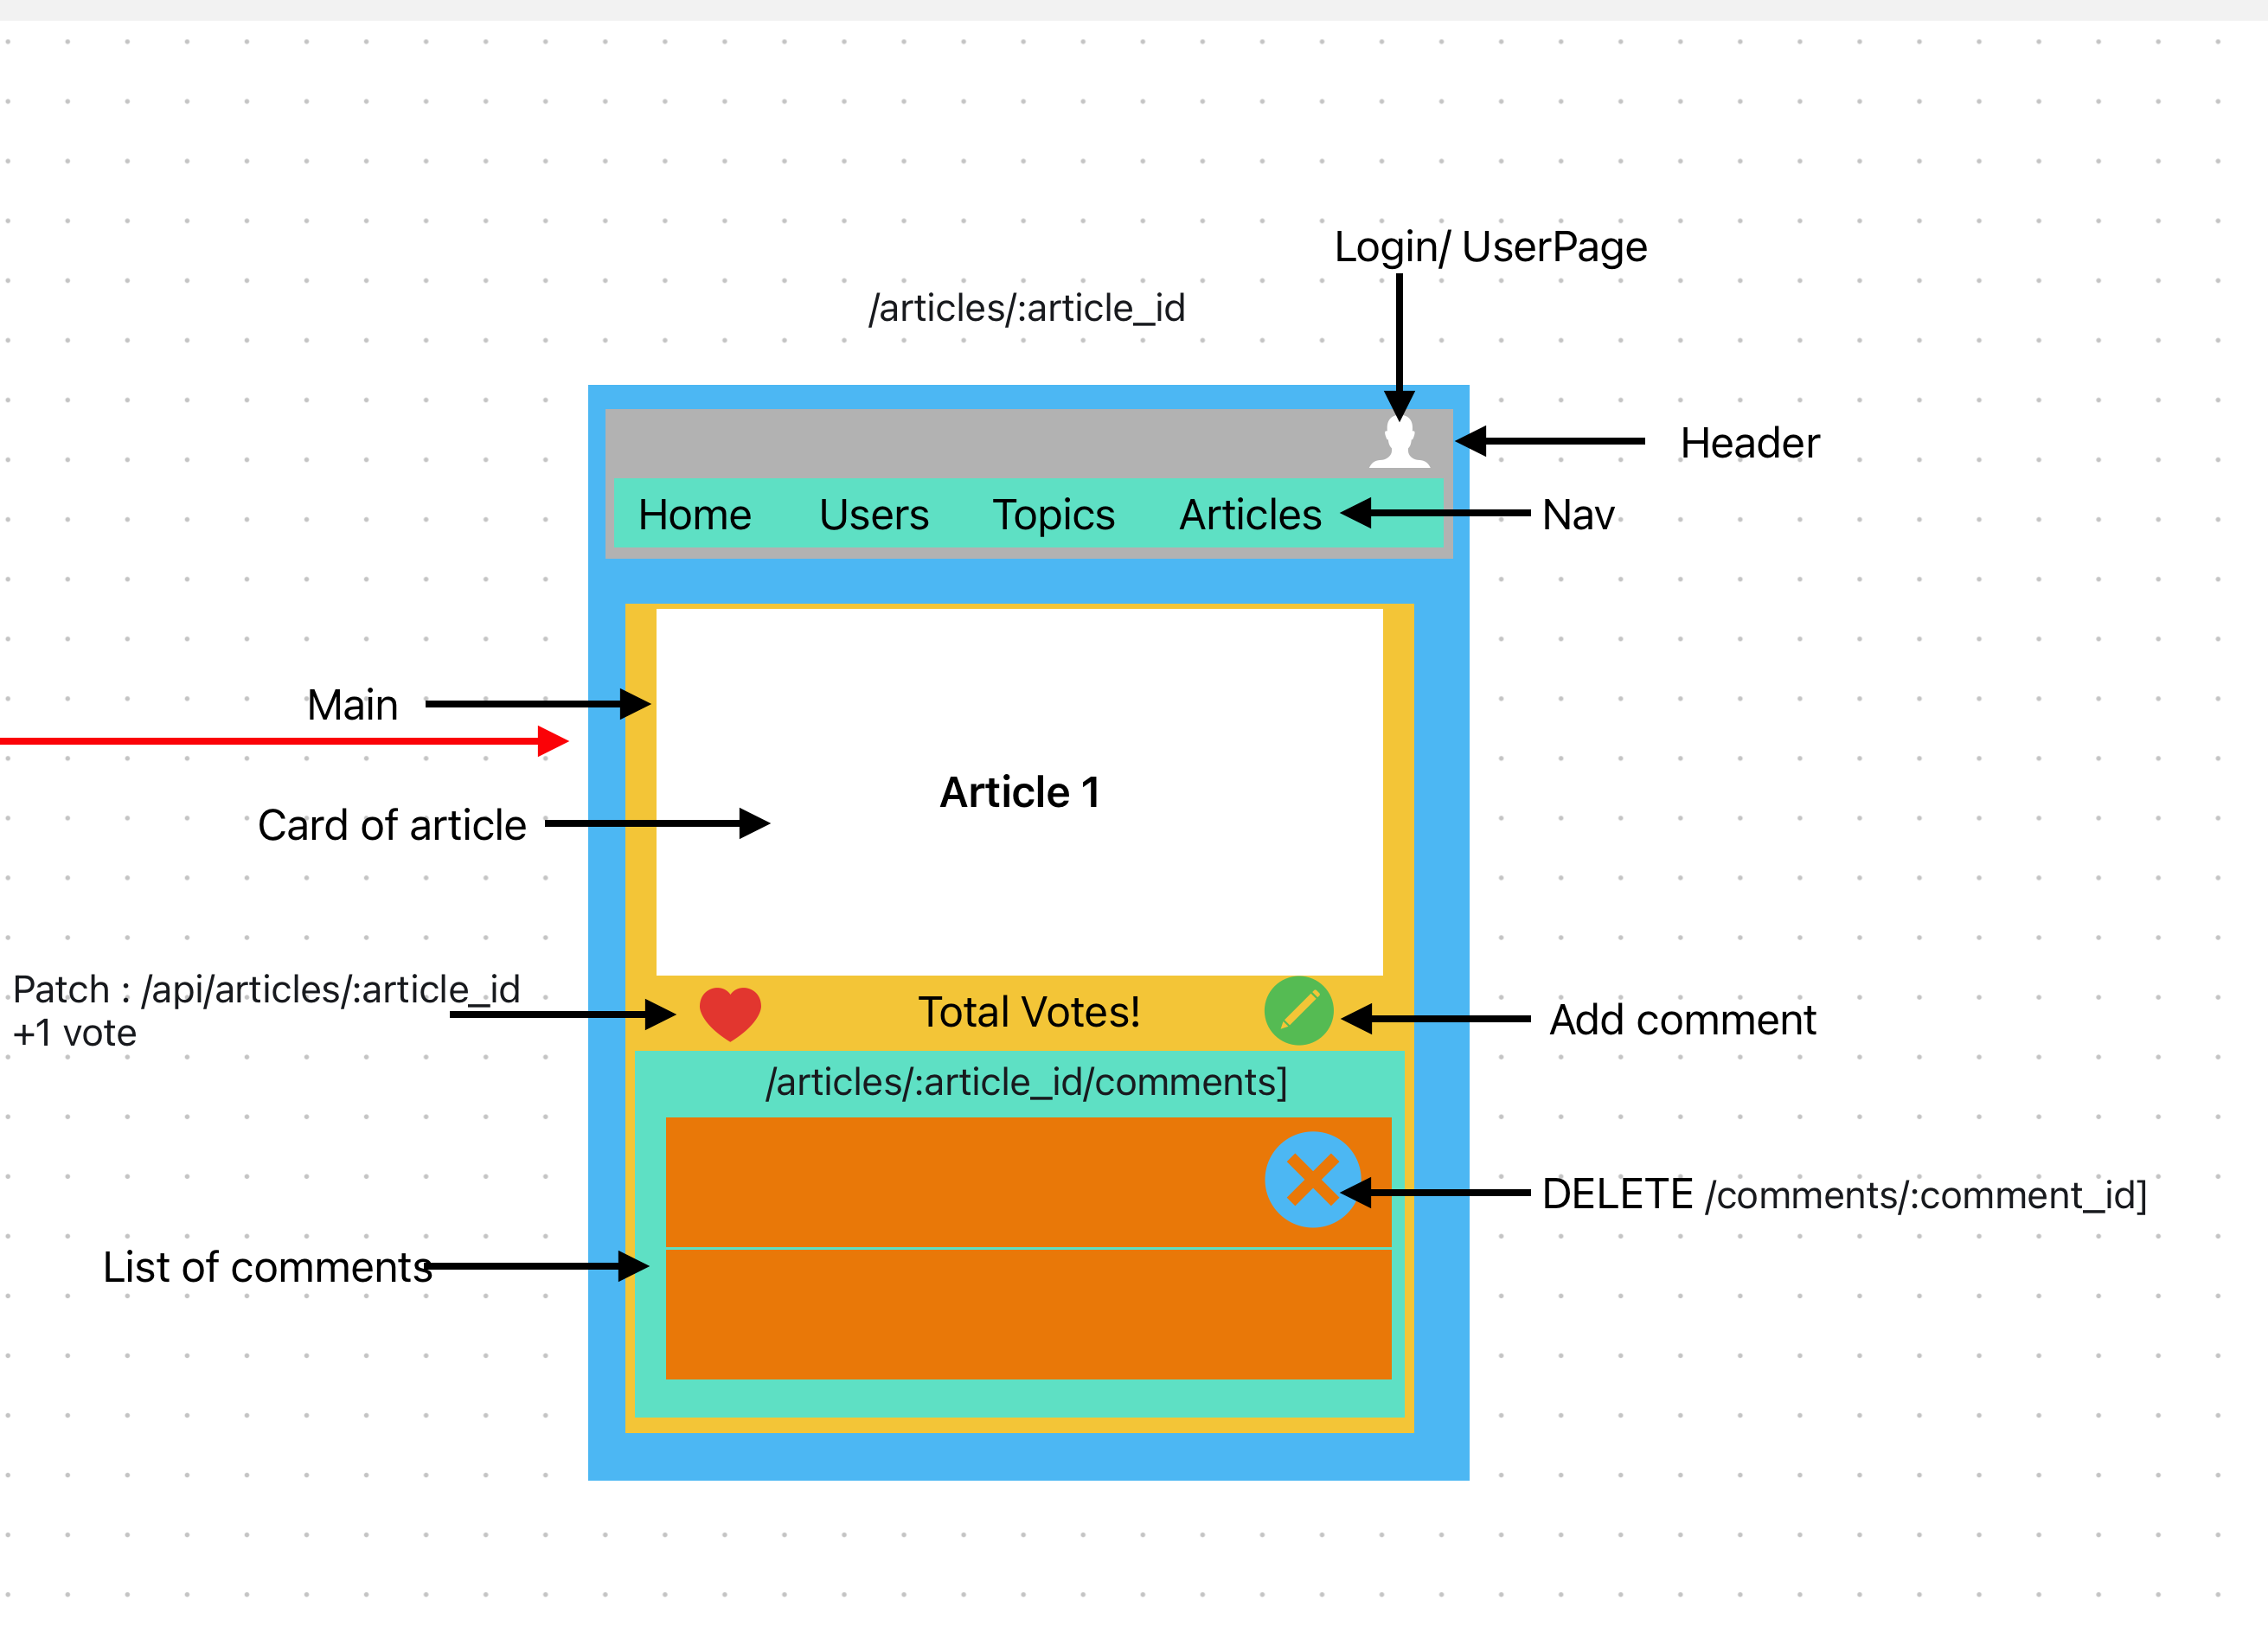 Login/ UserPage
/articles/:article_id
Header
Home Users Topics Articles
Nav
Main
Article 1
Card of article
Patch : /api/articles/:article_id
+1 vote
Total Votes!
Add comment
/articles/:article_id/comments]
DELETE /comments/:comment_id]
List of comments